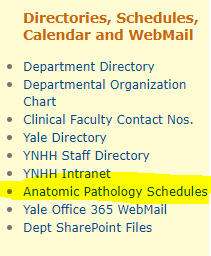 Directories, Schedules,
Calendar and WebMail
Department Directory
Departmental Organization
Chart
Clinical Faculty Contact Nos.
Yale Directory
YNHH Staff Directory
YNHH Intranet
Anatomic Pathology Schedules
Yale Office 365 WebMail
Dept SharePoint Files